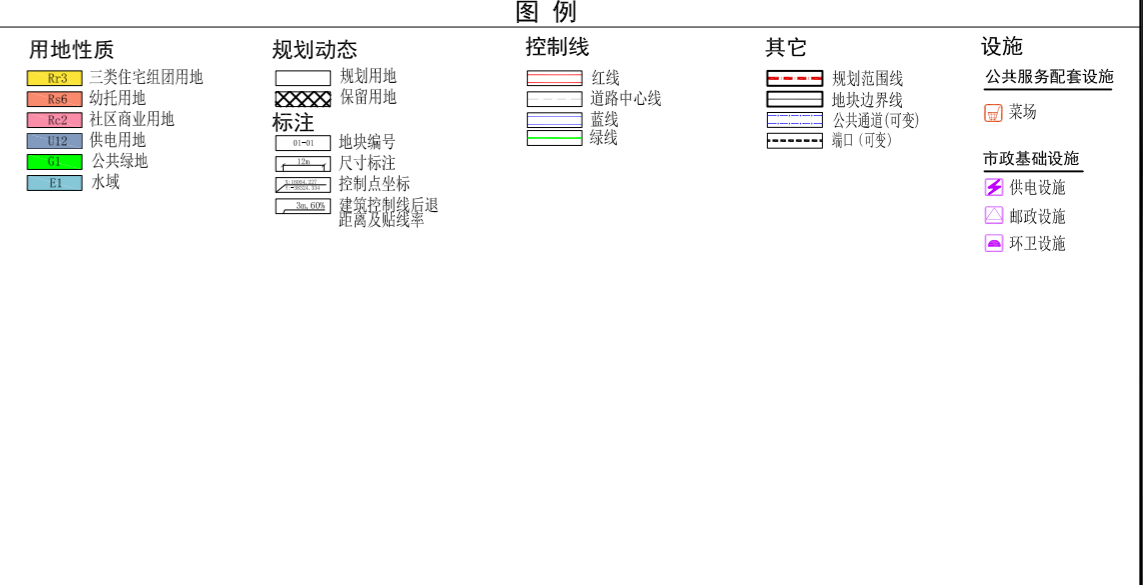 图 例
用地性质
Rr3 三类住宅组团用地
Rs6 幼托用地
Rc2 社区商业用地
U12 供电用地
G1 公共绿地
E1 水域
规划动态
规划用地
保留用地
标注
01-01 地块编号
12m 尺寸标注
控制点坐标
3m,60% 建筑控制线后退
距离及贴线率
控制线
红线
道路中心线
蓝线
绿线
其它
规划范围线
地块边界线
公共通道(可变)
端口(可变)
设施
公共服务配套设施
菜场
市政基础设施
供电设施
邮政设施
环卫设施